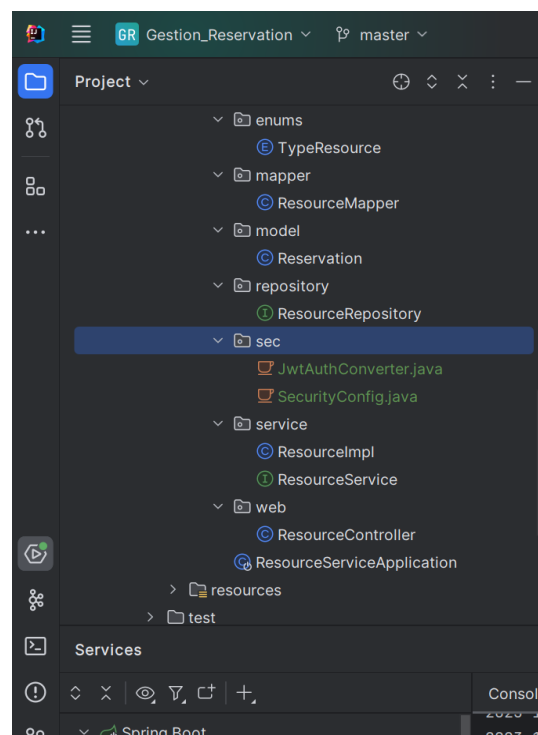 GR Gestion_Reservation master
Project
enums
E TypeResource
mapper
C ResourceMapper
model
C Reservation
repository
I ResourceRepository
sec
JwtAuthConverter.java
SecurityConfig.java
service
C ResourceImpl
I ResourceService
web
C ResourceController
ResourceServiceApplication
resources
test
Services
Consol
Spring Boot